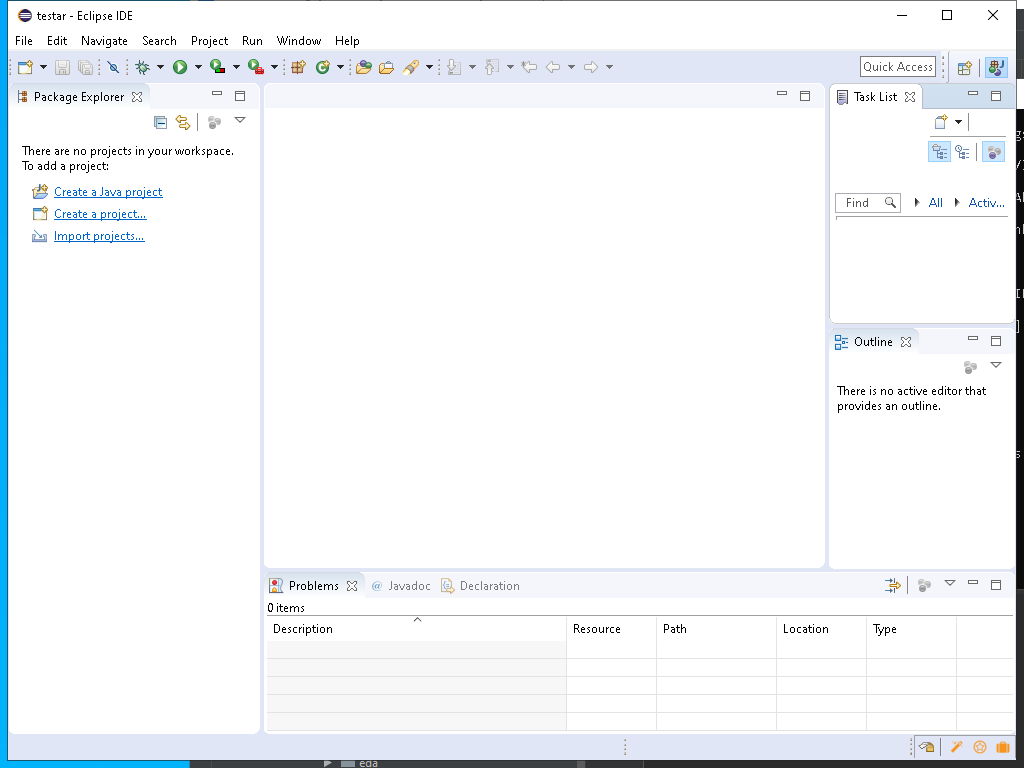 testar - Eclipse IDE
File Edit Navigate Search Project Run Window Help
Quick Access
Package Explorer
There are no projects in your workspace.
To add a project:
Create a Java project
Create a project...
Import projects...
Task List
Find All Activ...
Outline
There is no active editor that
provides an outline.
Problems @ Javadoc Declaration
0 items
Description Resource Path Location Type
eda